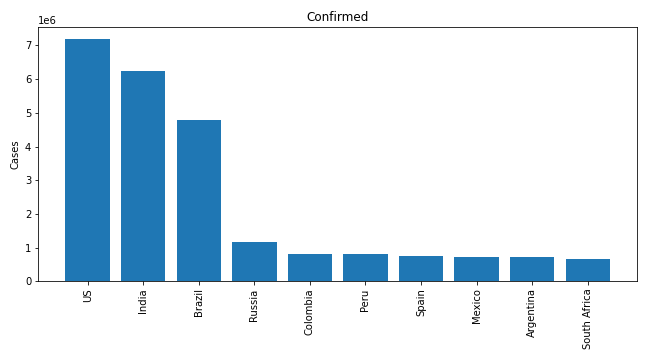 Confirmed
1e6
7
6
5
4
3
2
1
0
Cases
US
India
Brazil
Russia
Colombia
Peru
Spain
Mexico
Argentina
South Africa